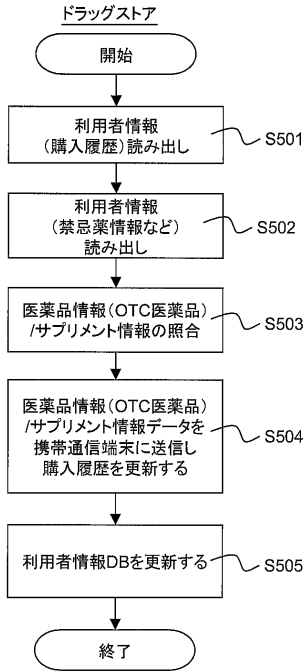 ドラッグストア
開始
利用者情報
（購入履歴）読み出し
S501
利用者情報
（禁忌薬情報など）
読み出し
S502
医薬品情報（OTC医薬品）
/サプリメント情報の照合
S503
医薬品情報（OTC医薬品）
/サプリメント情報データを
携帯通信端末に送信し
購入履歴を更新する
S504
利用者情報DBを更新する
S505
終了